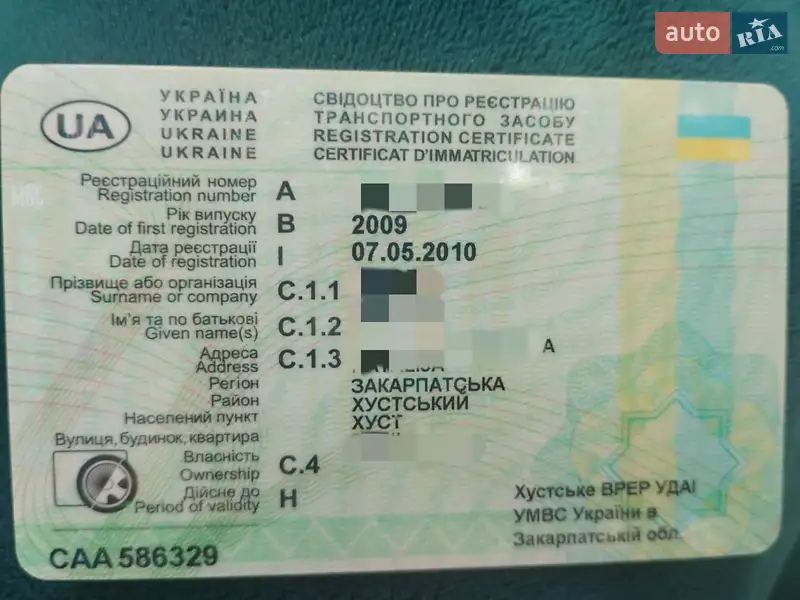 auto RIA
.com
УКРАЇНА
УКРАИНА
UKRAINE
UKRAINE
СВІДОЦТВО ПРО РЕЄСТРАЦІЮ
ТРАНСПОРТНОГО ЗАСОБУ
REGISTRATION CERTIFICATE
CERTIFICAT D'IMMATRICULATION
UA
Реєстраційний номер
Registration number A
Рік випуску
Date of first registration B 2009
Дата реєстрації
Date of registration I 07.05.2010
Прізвище або організація
Surname or company C.1.1
Ім'я та по батькові
Given name(s) C.1.2
А
Адреса
Address C.1.3
Регіон ЗАКАРПАТСЬКА
Район ХУСТСЬКИЙ
Населений пункт ХУСТ
Вулиця, будинок, квартира
Власність
Ownership C.4
Дійсне до
Period of validity H
Хустське ВРЕР УДАІ
УМВС України в
Закарпатській обл.
САА 586329